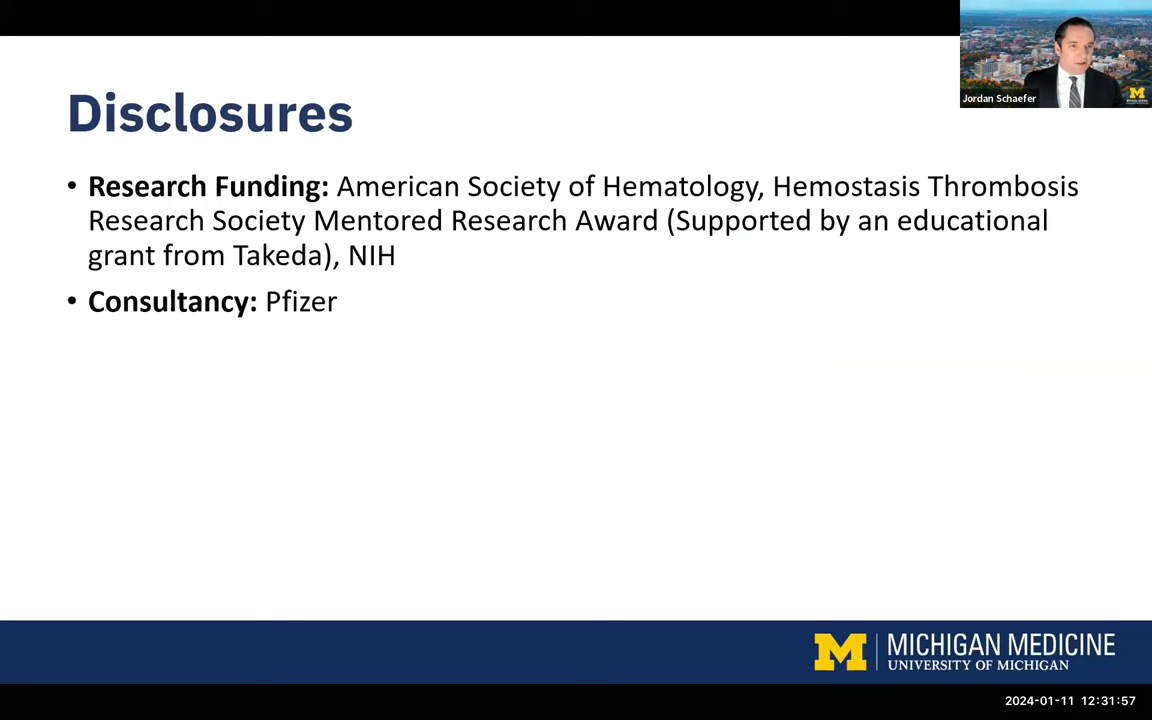 Jordan Schaefer
Disclosures
• Research Funding: American Society of Hematology, Hemostasis Thrombosis
Research Society Mentored Research Award (Supported by an educational
grant from Takeda), NIH
• Consultancy: Pfizer
M | MICHIGAN MEDICINE
UNIVERSITY OF MICHIGAN
2024-01-11 12:31:57